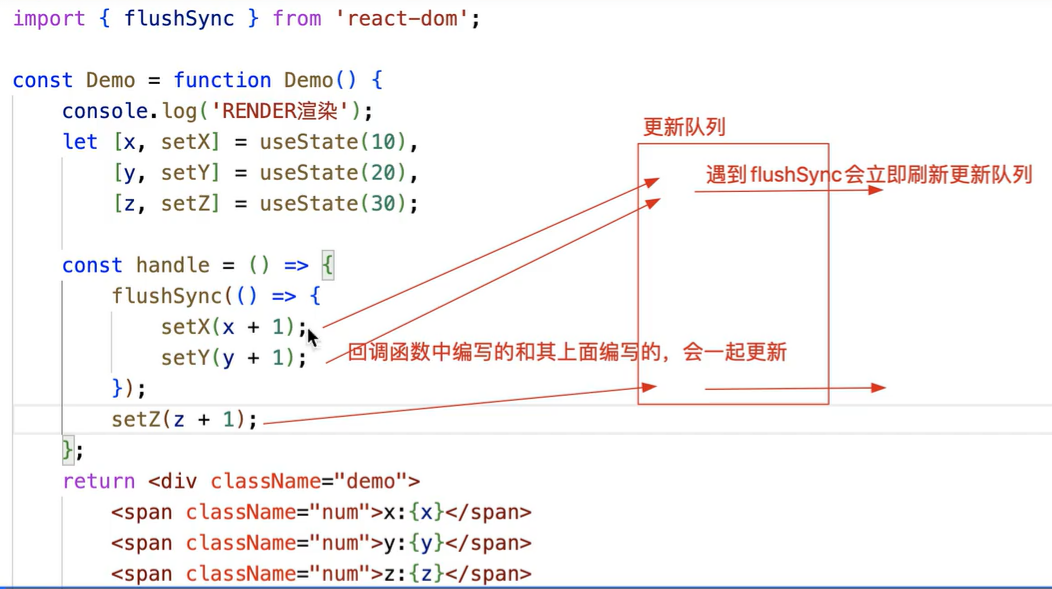 import { flushSync } from 'react-dom';
const Demo = function Demo() {
console.log('RENDER渲染');
let [x, setX] = useState(10),
[y, setY] = useState(20),
[z, setZ] = useState(30);
const handle = () => {
flushSync(() => {
setX(x + 1);
setY(y + 1);
});
setZ(z + 1);
};
return <div className="demo">
<span className="num">x:{x}</span>
<span className="num">y:{y}</span>
<span className="num">z:{z}</span>
更新队列
遇到flushSync会立即刷新更新队列
回调函数中编写的和其上面编写的，会一起更新